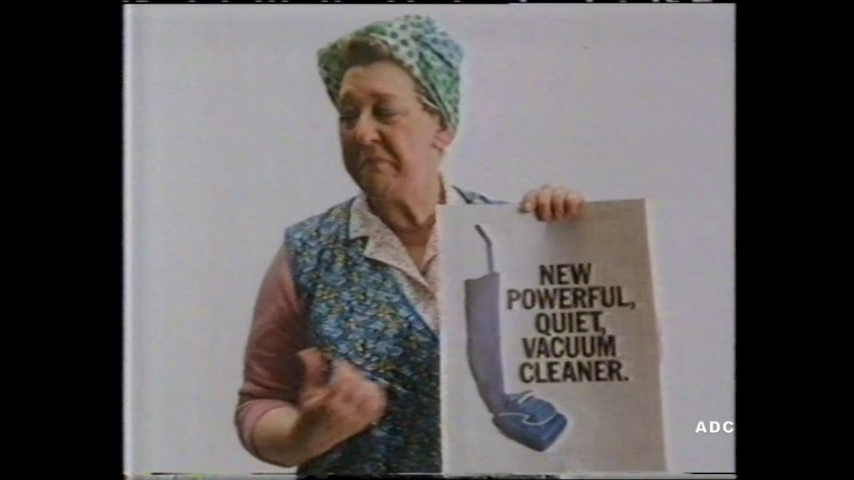 NEW
POWERFUL,
QUIET,
VACUUM
CLEANER.
ADC